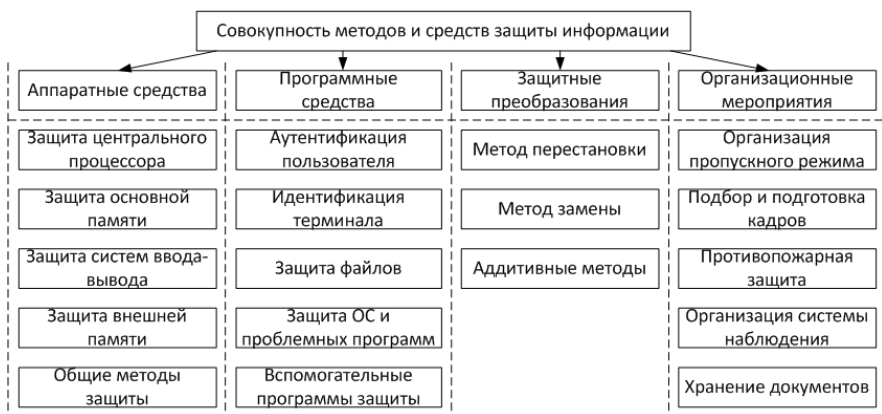 Совокупность методов и средств защиты информации
Аппаратные средства
Программные
средства
Защитные
преобразования
Организационные
мероприятия
Защита центрального
процессора
Аутентификация
пользователя
Метод перестановки
Организация
пропускного режима
Защита основной
памяти
Идентификация
терминала
Метод замены
Подбор и подготовка
кадров
Защита систем ввода-
вывода
Защита файлов
Аддитивные методы
Противопожарная
защита
Защита внешней
памяти
Защита ОС и
проблемных программ
Организация системы
наблюдения
Общие методы
защиты
Вспомогательные
программы защиты
Хранение документов